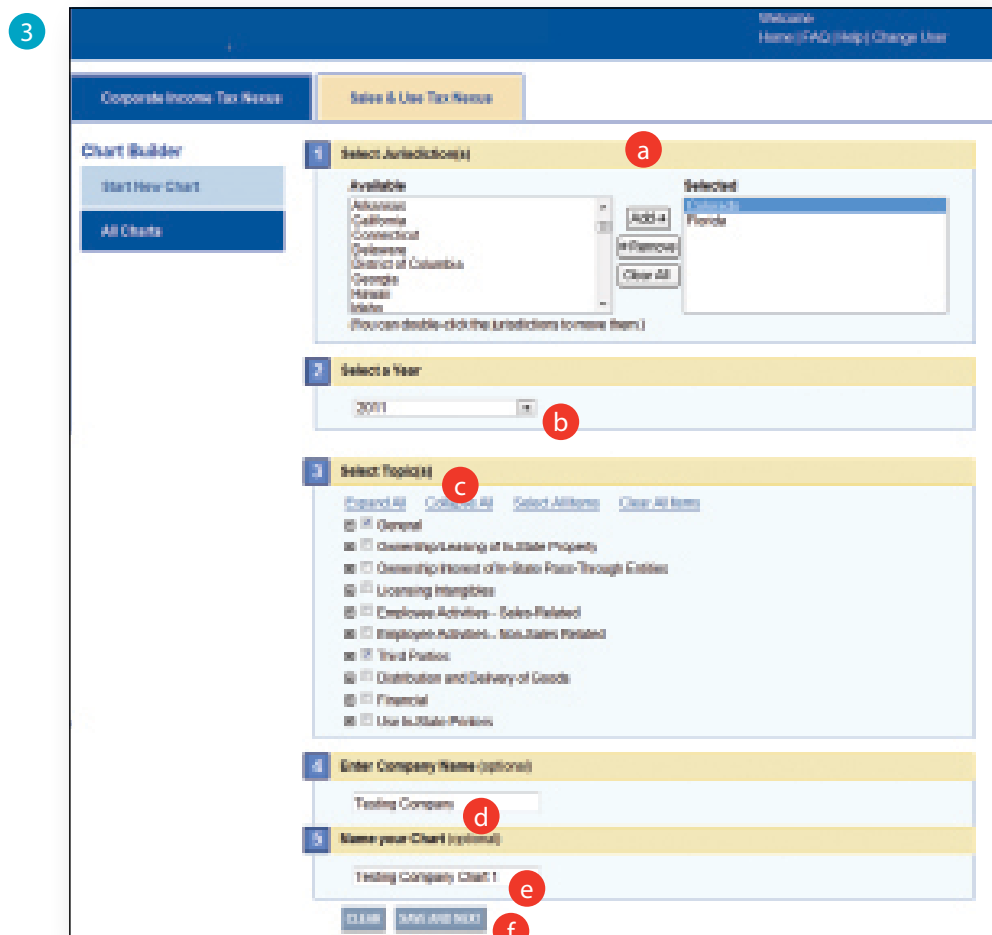 3
Welcome
Home | FAQ | Help | Change User
Corporate Income Tax Nexus
Sales & Use Tax Nexus
Chart Builder
Start New Chart
All Charts
1 Select Jurisdiction(s)
a
Available
Selected
Arkansas
California
Connecticut
Delaware
District of Columbia
Georgia
Hawaii
Idaho
Add
Remove
Clear All
Colorado
Florida
(You can double-click the jurisdictions to move them.)
2 Select a Year
2011
b
3 Select Topic(s)
c
Expand All Collapse All Select All Items Clear All Items
General
Ownership/Leasing of In-State Property
Ownership Interest of In-State Pass-Through Entities
Licensing Intangibles
Employee Activities - Sales-Related
Employee Activities - Non-Sales Related
Third Parties
Distribution and Delivery of Goods
Financial
Use In-State Printers
4 Enter Company Name (optional)
Testing Company
d
5 Name your Chart (optional)
Testing Company Chart 1
e
CLEAR SAVE AND NEXT
f